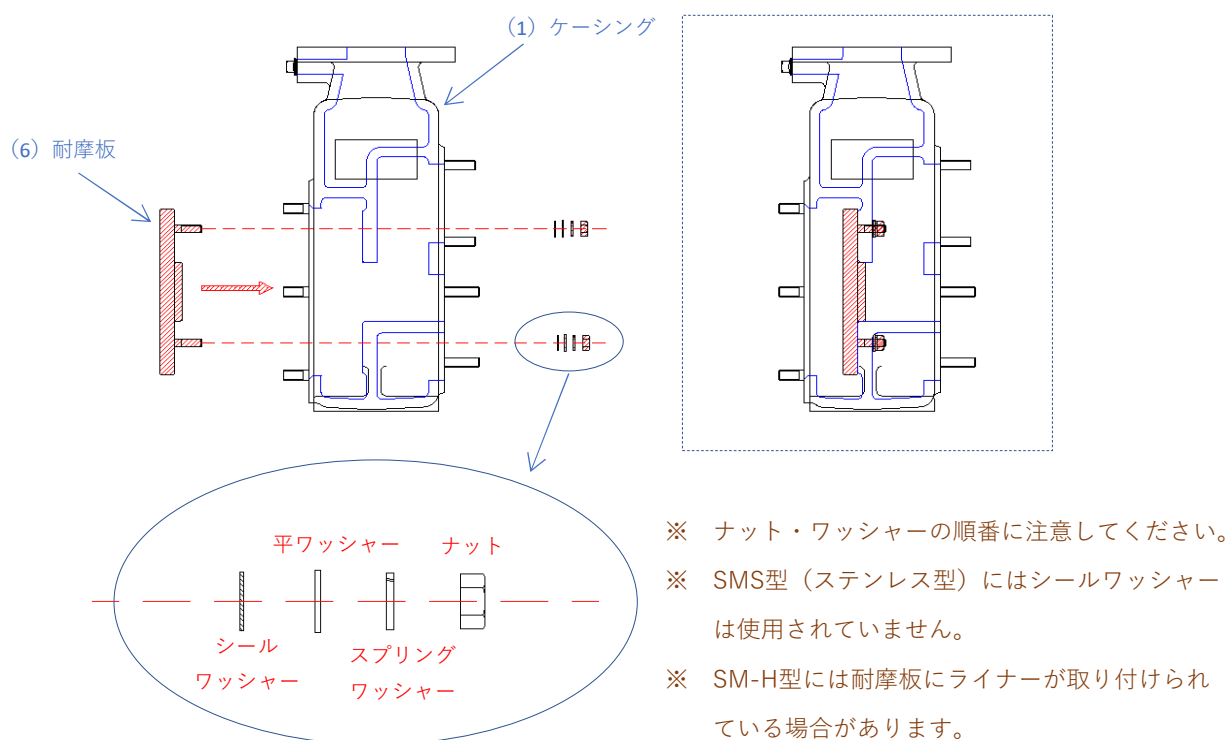 （1）ケーシング
（6）耐摩板
平ワッシャー
ナット
シール
ワッシャー
スプリング
ワッシャー
※　ナット・ワッシャーの順番に注意してください。
※　SMS型（ステンレス型）にはシールワッシャー
は使用されていません。
※　SM-H型には耐摩板にライナーが取り付けられ
ている場合があります。